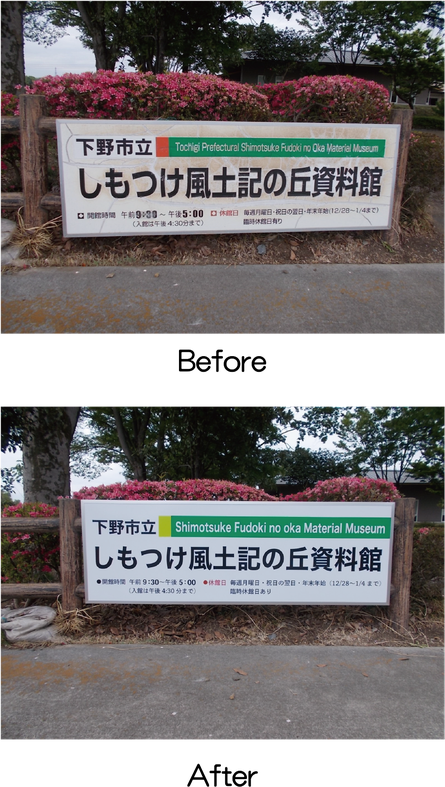 下野市立 Tochigi Prefectural Shimotsuke Fudoki no Oka Material Museum
しもつけ風土記の丘資料館
開館時間 午前9:30〜午後5:00 休館日 毎週月曜日・祝日の翌日・年末年始(12/28〜1/4まで)
(入館は午後4:30分まで) 臨時休館日有り
Before
下野市立 Shimotsuke Fudoki no oka Material Museum
しもつけ風土記の丘資料館
●開館時間 午前9:30〜午後5:00 ●休館日 毎週月曜日・祝日の翌日・年末年始(12/28〜1/4まで)
(入館は午後4:30分まで) 臨時休館日あり
After